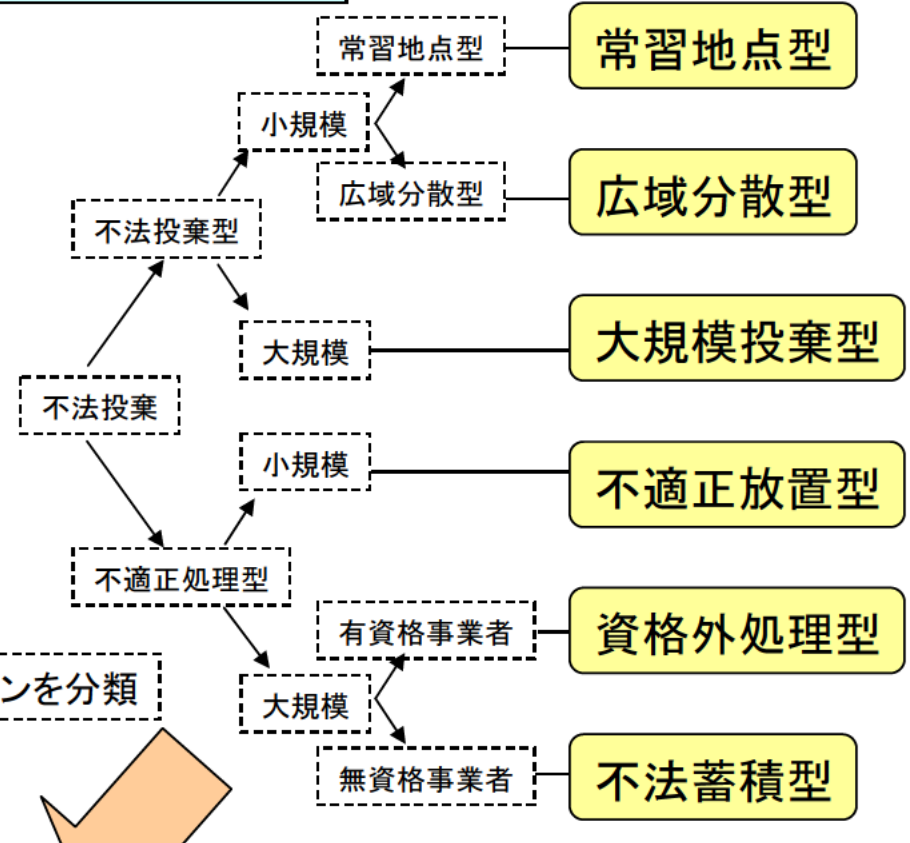 常習地点型
常習地点型
小規模
広域分散型
広域分散型
不法投棄型
大規模
大規模投棄型
不法投棄
小規模
不適正放置型
不適正処理型
有資格事業者
資格外処理型
ンを分類
大規模
無資格事業者
不法蓄積型